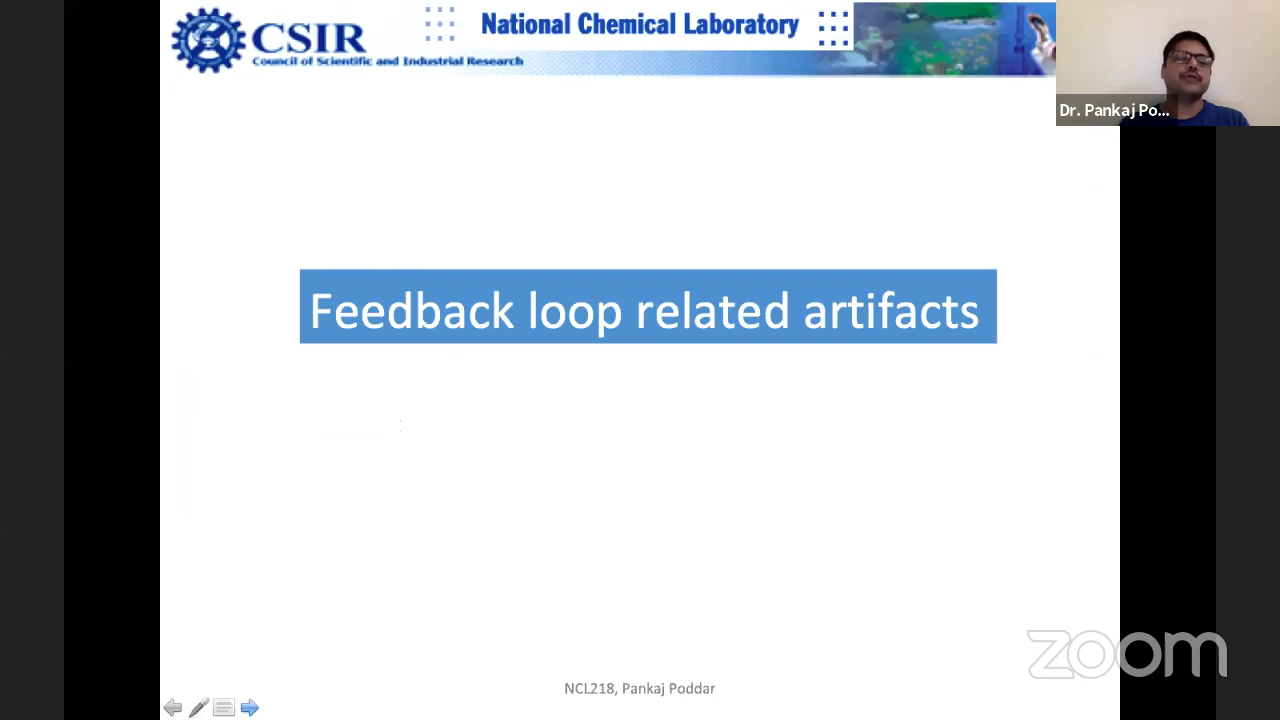 CSIR
Council of Scientific and Industrial Research
National Chemical Laboratory
Dr. Pankaj Po...
Feedback loop related artifacts
zoom
NCL218, Pankaj Poddar